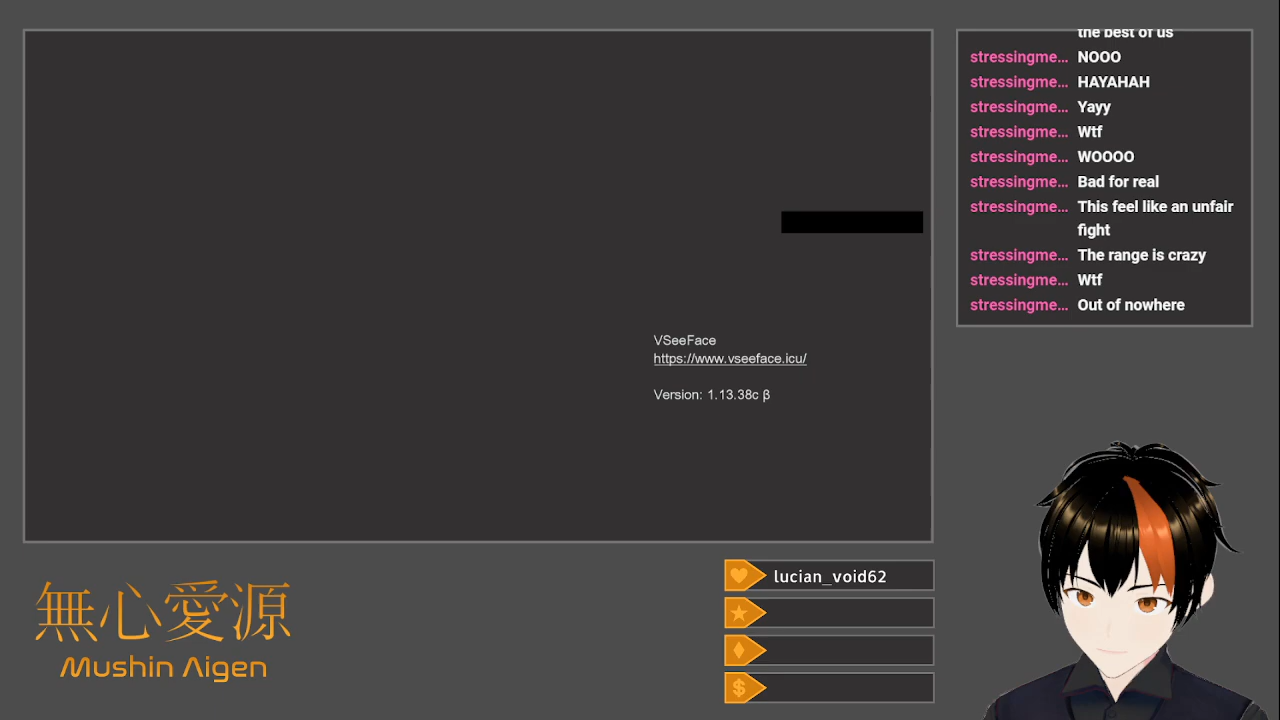 the best of us
stressingme... NOOO
stressingme... HAYAHAH
stressingme... Yayy
stressingme... Wtf
stressingme... WOOOO
stressingme... Bad for real
stressingme... This feel like an unfair
fight
stressingme... The range is crazy
stressingme... Wtf
stressingme... Out of nowhere
VSeeFace
https://www.vseeface.icu/
Version: 1.13.38c β
無心愛源
Mushin Aigen
lucian_void62
$